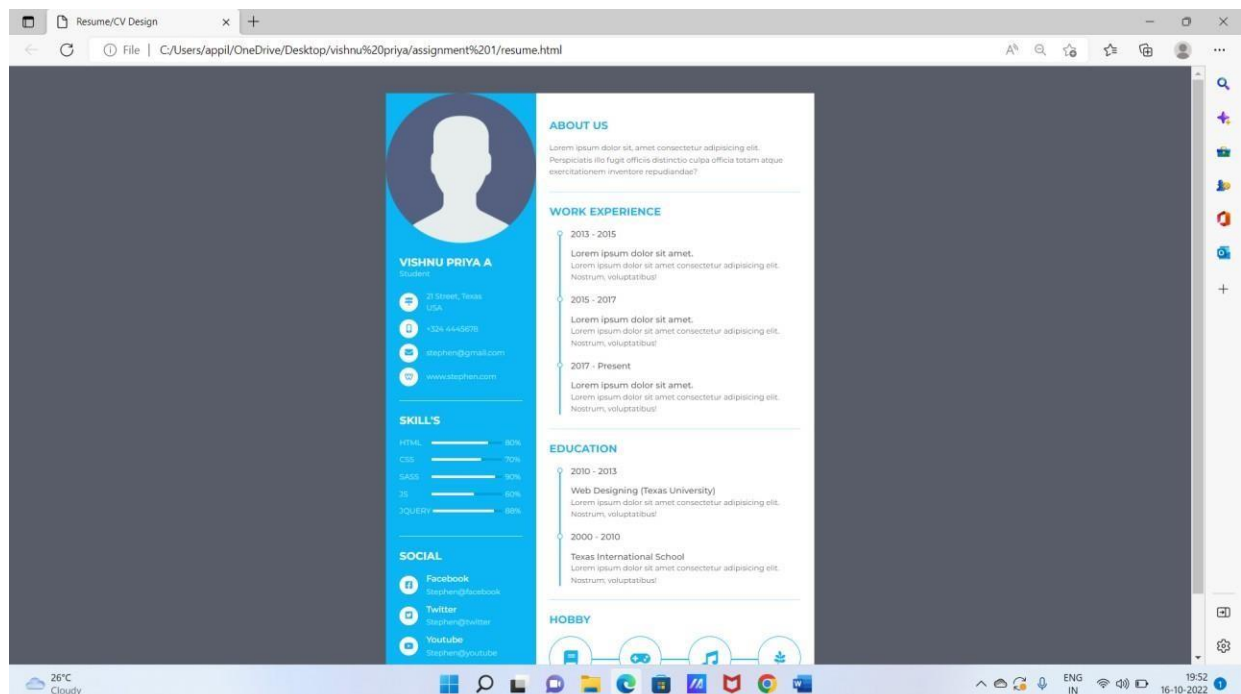 Resume/CV Design
File | C:/Users/appil/OneDrive/Desktop/vishnu%20priya/assignment%201/resume.html
VISHNU PRIYA A
Student
21 Street, Texas
USA
+324 4445678
stephen@gmail.com
www.stephen.com
SKILL'S
HTML 80%
CSS 70%
SASS 90%
JS 60%
JQUERY 88%
SOCIAL
Facebook
Stephen@facebook
Twitter
Stephen@twitter
Youtube
Stephen@youtube
ABOUT US
Lorem ipsum dolor sit, amet consectetur adipisicing elit.
Perspiciatis illo fugit officiis distinctio culpa officia totam atque
exercitationem inventore repudiandae?
WORK EXPERIENCE
2013 - 2015
Lorem ipsum dolor sit amet.
Lorem ipsum dolor sit amet consectetur adipisicing elit.
Nostrum, voluptatibus!
2015 - 2017
Lorem ipsum dolor sit amet.
Lorem ipsum dolor sit amet consectetur adipisicing elit.
Nostrum, voluptatibus!
2017 - Present
Lorem ipsum dolor sit amet.
Lorem ipsum dolor sit amet consectetur adipisicing elit.
Nostrum, voluptatibus!
EDUCATION
2010 - 2013
Web Designing (Texas University)
Lorem ipsum dolor sit amet consectetur adipisicing elit.
Nostrum, voluptatibus!
2000 - 2010
Texas International School
Lorem ipsum dolor sit amet consectetur adipisicing elit.
Nostrum, voluptatibus!
HOBBY
26°C
Cloudy
ENG
IN
19:52
16-10-2022
1